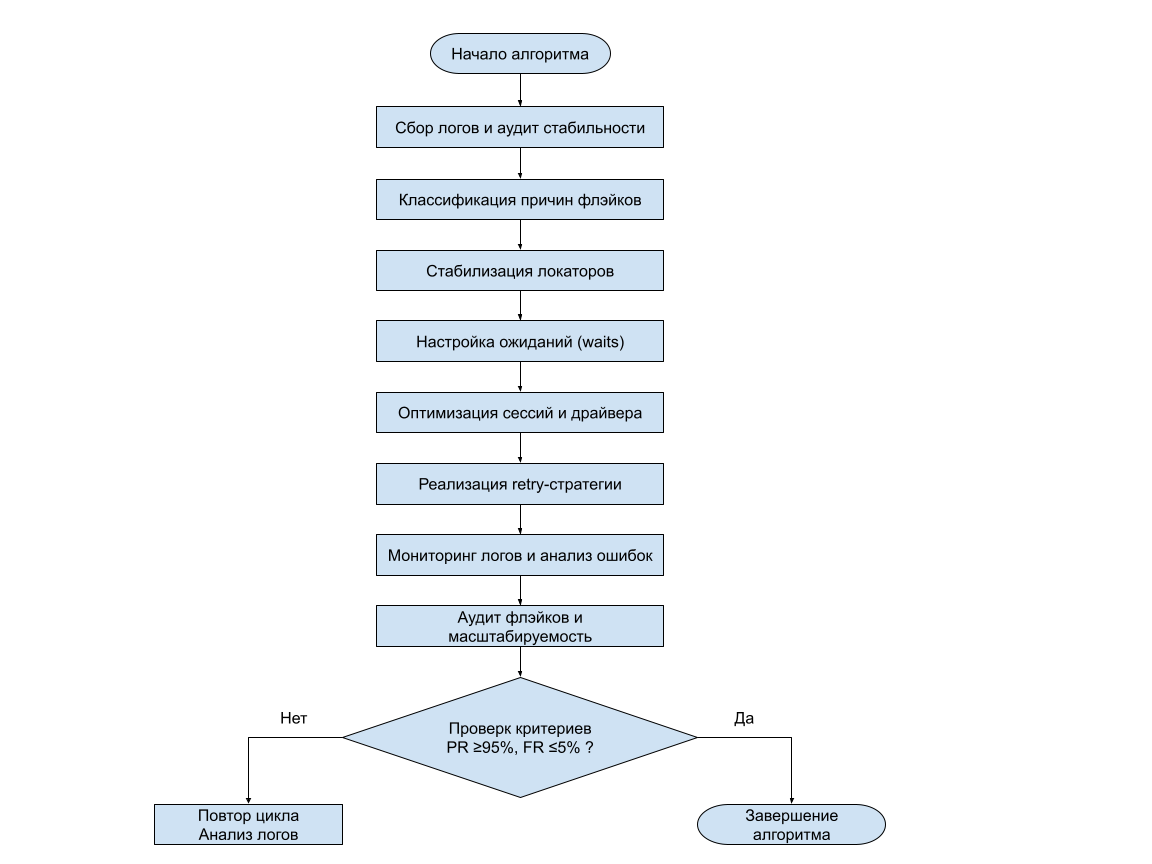 Начало алгоритма
Сбор логов и аудит стабильности
Классификация причин флэйков
Стабилизация локаторов
Настройка ожиданий (waits)
Оптимизация сессий и драйвера
Реализация retry-стратегии
Мониторинг логов и анализ ошибок
Аудит флэйков и
масштабируемость
Нет
Да
Проверк критериев
PR ≥95%, FR ≤5% ?
Повтор цикла
Анализ логов
Завершение
алгоритма